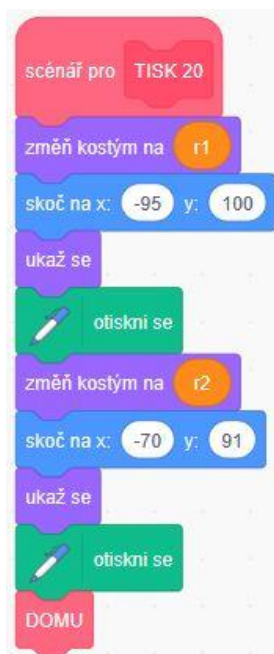 scénář pro TISK 20
změň kostým na r1
skoč na x: -95 y: 100
ukaž se
otiskni se
změň kostým na r2
skoč na x: -70 y: 91
ukaž se
otiskni se
DOMU